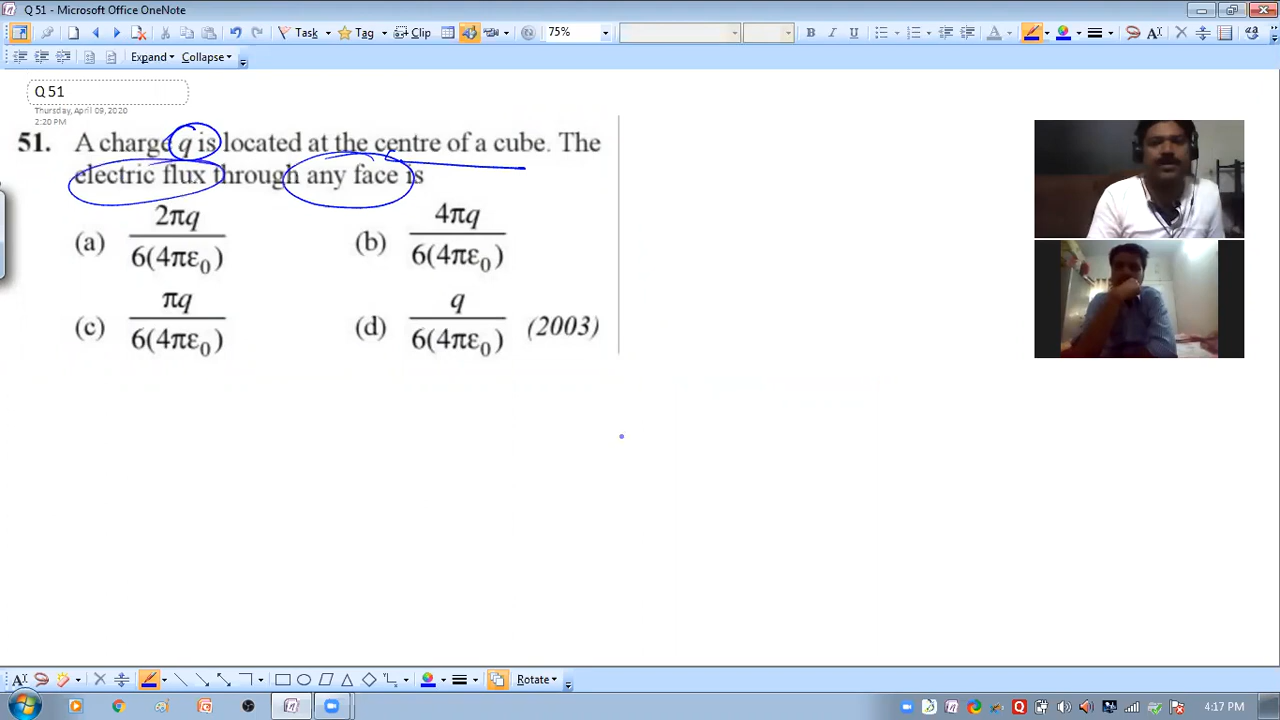 Q 51 - Microsoft Office OneNote
Task Tag Clip 75% B I U
Expand Collapse
Q 51
Thursday, April 09, 2020
2:20 PM
51. A charge q is located at the centre of a cube. The
electric flux through any face is
(a) 2πq / 6(4πε₀) (b) 4πq / 6(4πε₀)
(c) πq / 6(4πε₀) (d) q / 6(4πε₀) (2003)
Rotate
4:17 PM